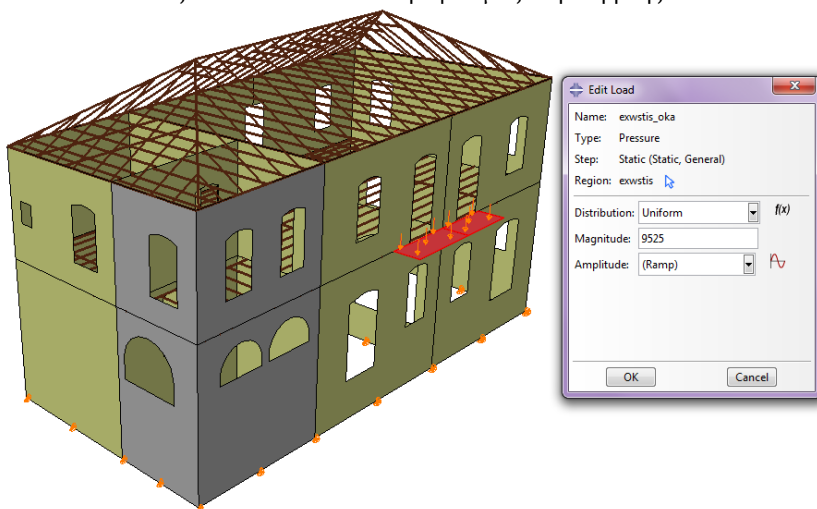 Edit Load
Name: exwstis_oka
Type: Pressure
Step: Static (Static, General)
Region: exwstis
Distribution: Uniform f(x)
Magnitude: 9525
Amplitude: (Ramp)
OK Cancel